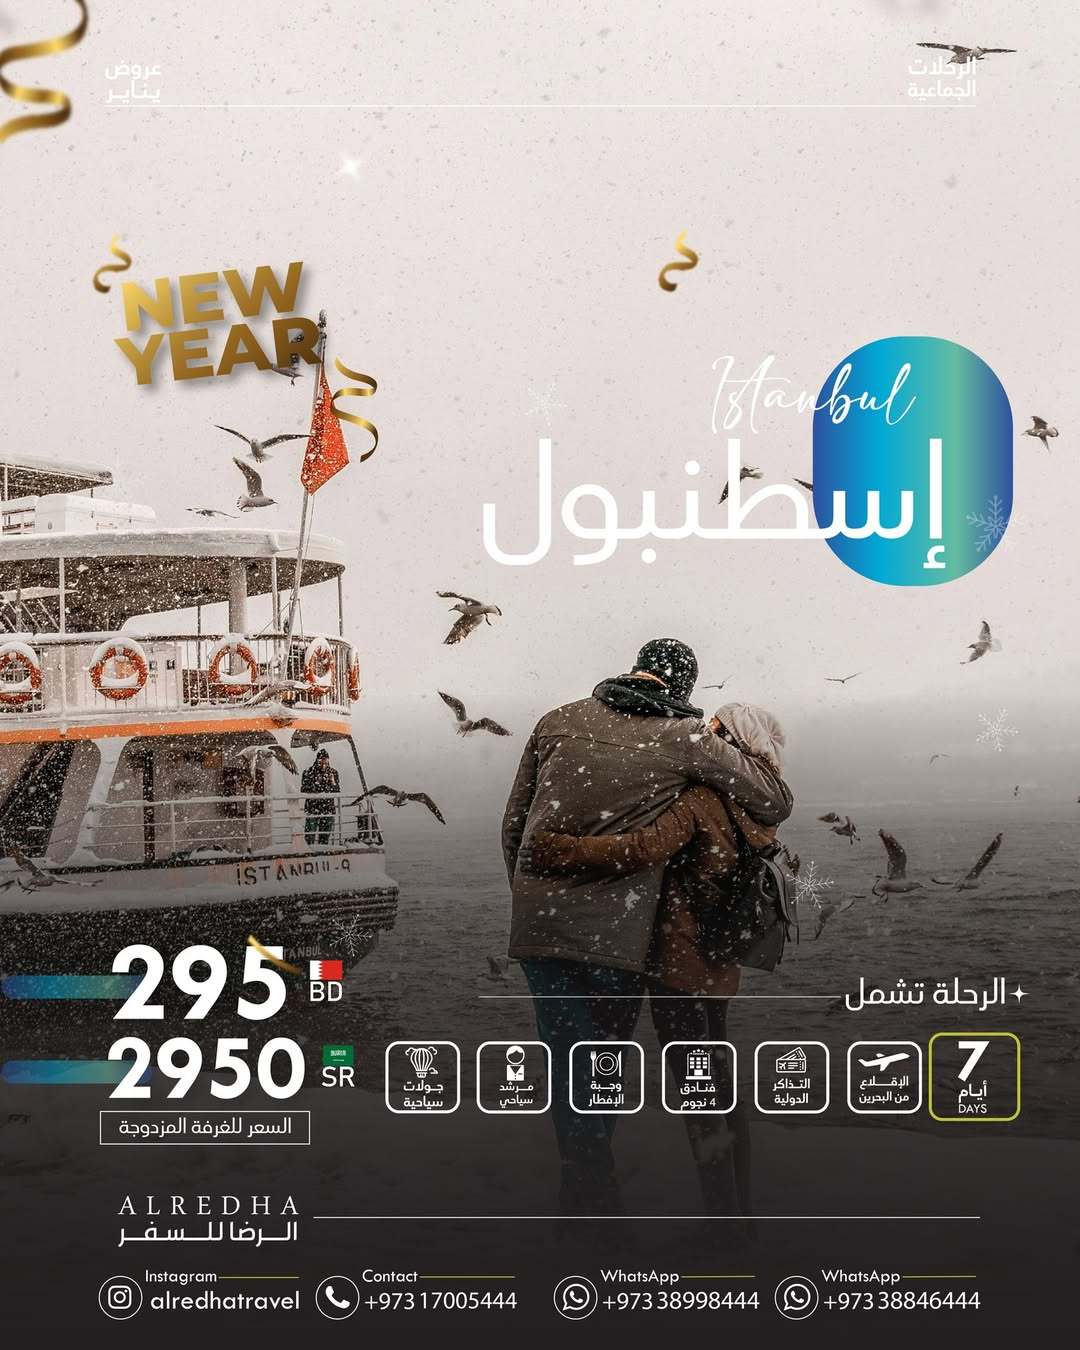 الرحلات
الجماعية
عروض
يناير
NEW
YEAR
Istanbul
إسطنبول
İSTANBUL-9
295 BD
2950 SR
السعر للغرفة المزدوجة
الرحلة تشمل
7
أيام
DAYS
الإقلاع
من البحرين
التذاكر
الدولية
فنادق
4 نجوم
وجبة
الإفطار
مرشد
سياحي
جولات
سياحية
ALREDHA
الرضا للسفر
Instagram
alredhatravel
Contact
+973 17005444
WhatsApp
+973 38998444
WhatsApp
+973 38846444